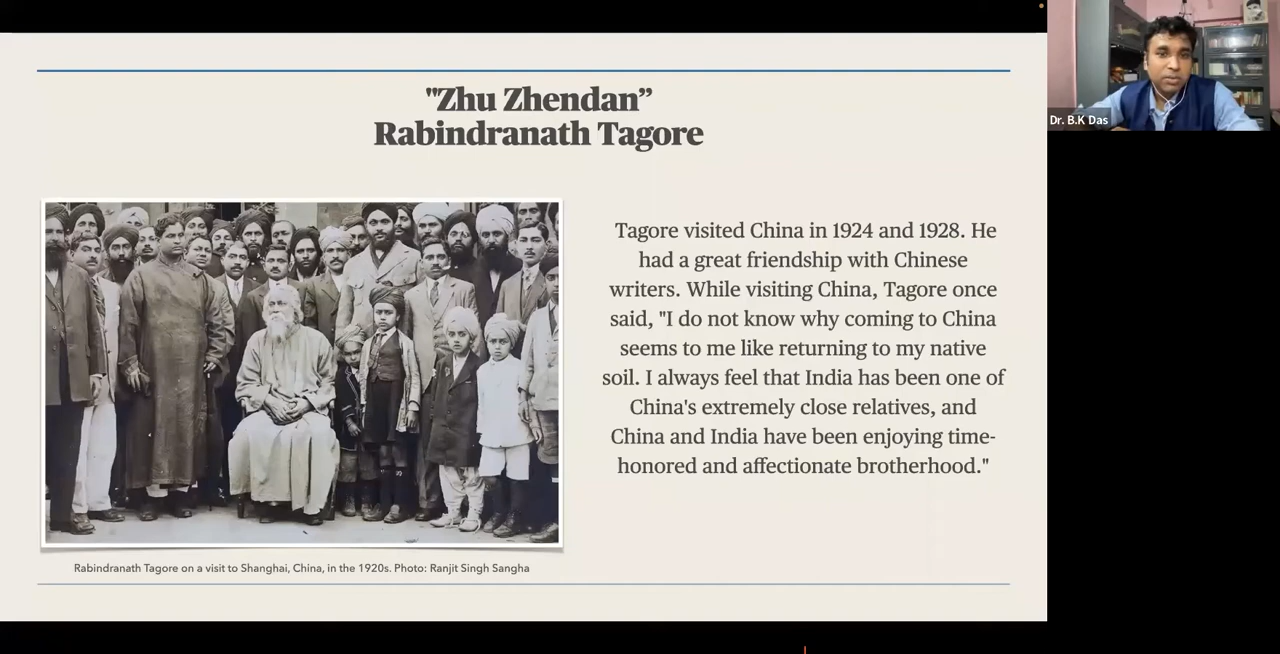 "Zhu Zhendan”
Rabindranath Tagore
Tagore visited China in 1924 and 1928. He
had a great friendship with Chinese
writers. While visiting China, Tagore once
said, "I do not know why coming to China
seems to me like returning to my native
soil. I always feel that India has been one of
China's extremely close relatives, and
China and India have been enjoying time-
honored and affectionate brotherhood."
Rabindranath Tagore on a visit to Shanghai, China, in the 1920s. Photo: Ranjit Singh Sangha
Dr. B.K Das